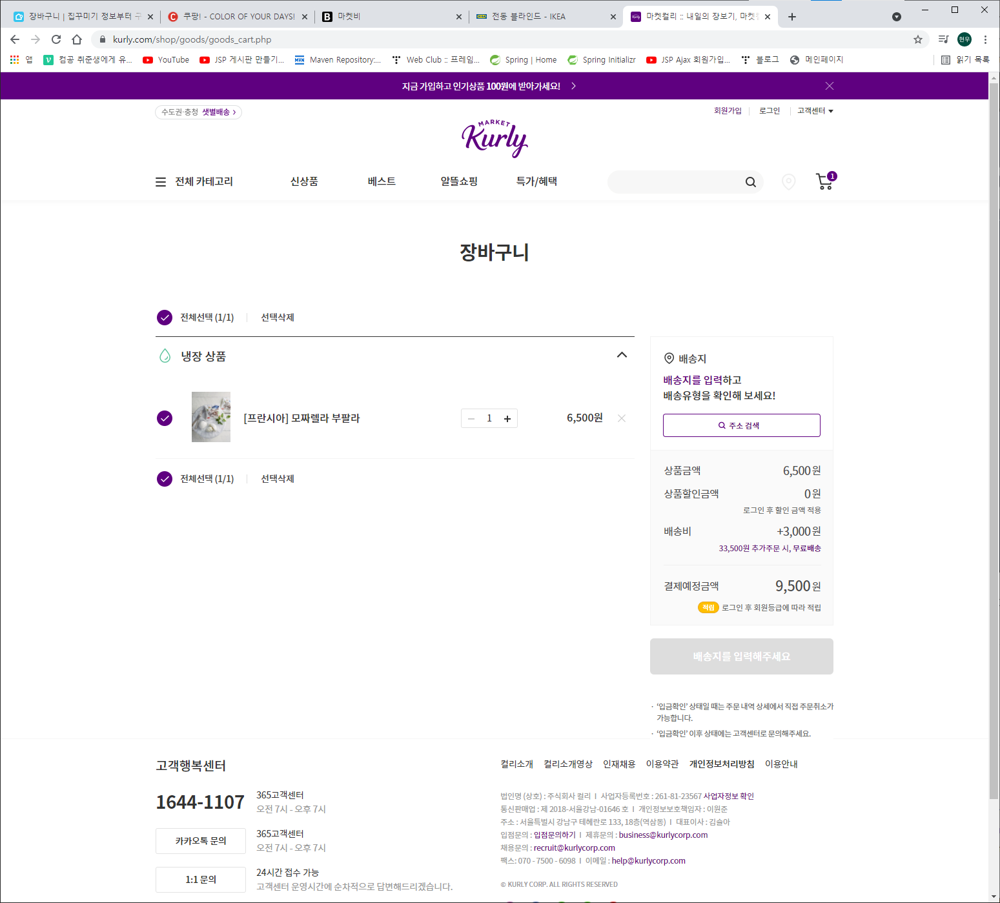 장바구니 | 집꾸미기 정보부터 구
쿠팡! - COLOR OF YOUR DAYS!
마켓비
전동 블라인드 - IKEA
마켓컬리 :: 내일의 장보기, 마켓컬
kurly.com/shop/goods/goods_cart.php
현우
앱
컴공 취준생에게 유...
YouTube
JSP 게시판 만들기...
Maven Repository:...
Web Club :: 프레임...
Spring | Home
Spring Initializr
JSP Ajax 회원가입...
블로그
메인페이지
읽기 목록
지금 가입하고 인기상품 100원에 받아가세요!
수도권·충청 샛별배송
회원가입
로그인
고객센터
MARKET
Kurly
전체 카테고리
신상품
베스트
알뜰쇼핑
특가/혜택
1
장바구니
전체선택 (1/1)
선택삭제
냉장 상품
[프란시아] 모짜렐라 부팔라
1
6,500원
전체선택 (1/1)
선택삭제
배송지
배송지를 입력하고
배송유형을 확인해 보세요!
주소 검색
상품금액 6,500원
상품할인금액 0원
로그인 후 할인 금액 적용
배송비 +3,000원
33,500원 추가주문 시, 무료배송
결제예정금액 9,500원
적립 로그인 후 회원등급에 따라 적립
배송지를 입력해주세요
· ‘입금확인’ 상태일 때는 주문 내역 상세에서 직접 주문취소가
가능합니다.
· ‘입금확인’ 이후 상태에는 고객센터로 문의해주세요.
고객행복센터
1644-1107
365고객센터
오전 7시 - 오후 7시
카카오톡 문의
365고객센터
오전 7시 - 오후 7시
1:1 문의
24시간 접수 가능
고객센터 운영시간에 순차적으로 답변해드리겠습니다.
컬리소개 컬리소개영상 인재채용 이용약관 개인정보처리방침 이용안내
법인명 (상호) : 주식회사 컬리 I 사업자등록번호 : 261-81-23567 사업자정보 확인
통신판매업 : 제 2018-서울강남-01646 호 I 개인정보보호책임자 : 이원준
주소 : 서울특별시 강남구 테헤란로 133, 18층(역삼동) I 대표이사 : 김슬아
입점문의 : 입점문의하기 I 제휴문의 : business@kurlycorp.com
채용문의 : recruit@kurlycorp.com
팩스: 070 - 7500 - 6098 I 이메일 : help@kurlycorp.com
© KURLY CORP. ALL RIGHTS RESERVED